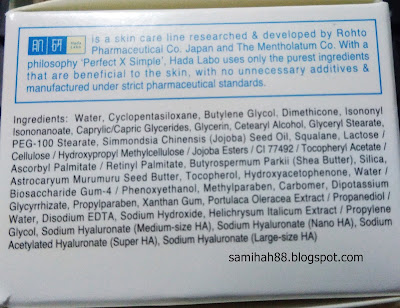 肌研 Hada Labo is a skin care line researched & developed by Rohto
Pharmaceutical Co. Japan and The Mentholatum Co. With a
philosophy ‘Perfect X Simple’, Hada Labo uses only the purest ingredients
that are beneficial to the skin, with no unnecessary additives &
manufactured under strict pharmaceutical standards.
Ingredients: Water, Cyclopentasiloxane, Butylene Glycol, Dimethicone, Isononyl
Isononanoate, Caprylic/Capric Glycerides, Glycerin, Cetearyl Alcohol, Glyceryl Stearate,
PEG-100 Stearate, Simmondsia Chinensis (Jojoba) Seed Oil, Squalane, Lactose /
Cellulose / Hydroxypropyl Methylcellulose / Jojoba Esters / CI 77492 / Tocopheryl Acetate /
Ascorbyl Palmitate / Retinyl Palmitate, Butyrospermum Parkii (Shea Butter), Silica,
Astrocaryum Murumuru Seed Butter, Tocopherol, Hydroxyacetophenone, Water /
Biosaccharide Gum-4 / Phenoxyethanol, Methylparaben, Carbomer, Dipotassium
Glycyrrhizate, Propylparaben, Xanthan Gum, Portulaca Oleracea Extract / Propanediol /
Water, Disodium EDTA, Sodium Hydroxide, Helichrysum Italicum Extract / Propylene
Glycol, Sodium Hyaluronate (Medium-size HA), Sodium Hyaluronate (Nano HA), Sodium
Acetylated Hyaluronate (Super HA), Sodium Hyaluronate (Large-size HA)
samihah88.blogspot.com